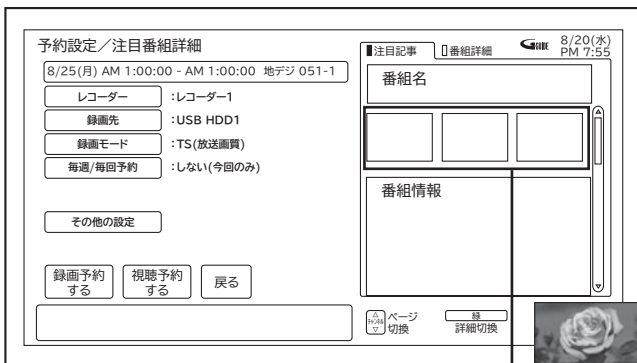 予約設定／注目番組詳細
注目記事
番組詳細
G GUIDE
8/20(水)
PM 7:55
8/25(月) AM 1:00:00 - AM 1:00:00 地デジ 051-1
レコーダー :レコーダー1
録画先 :USB HDD1
録画モード :TS(放送画質)
毎週/毎回予約 :しない(今回のみ)
その他の設定
録画予約
する
視聴予約
する
戻る
番組名
番組情報
チャンネル
ページ
切換
緑
詳細切換